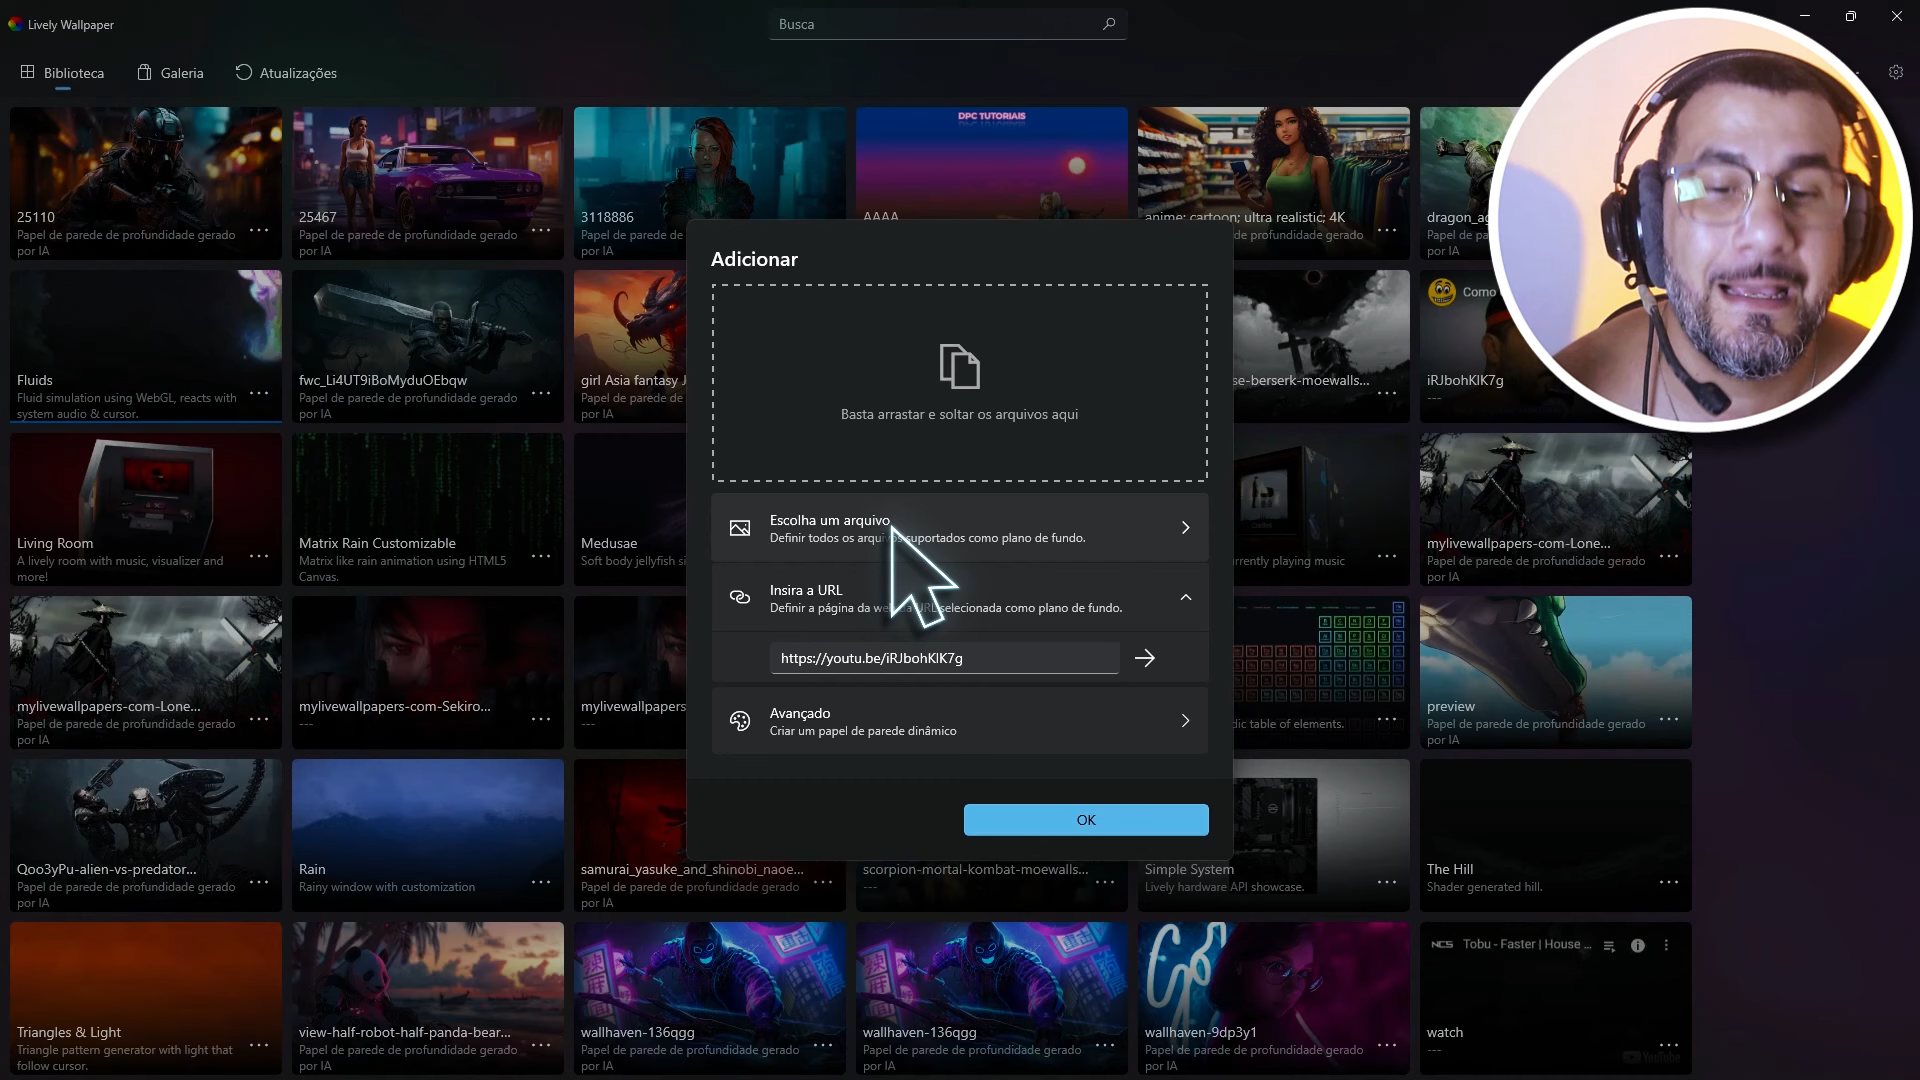 Lively Wallpaper
Busca
Biblioteca
Galeria
Atualizações
25110
Papel de parede de profundidade gerado
por IA
25467
Papel de parede de profundidade gerado
por IA
3118886
Papel de parede de
DPC TUTORIAIS
AAAA
anime; cartoon; ultra realistic; 4K
de profundidade gerado
dragon_ag
Papel de pa
por IA
Fluids
Fluid simulation using WebGL, reacts with
system audio & cursor.
fwc_Li4UT9iBoMyduOEbqw
Papel de parede de profundidade gerado
por IA
girl Asia fantasy J
Papel de parede de
por IA
se-berserk-moewalls...
Como
iRJbohKlK7g
---
Adicionar
Basta arrastar e soltar os arquivos aqui
Escolha um arquivo
Definir todos os arquivos suportados como plano de fundo.
Insira a URL
Definir a página da web da URL selecionada como plano de fundo.
https://youtu.be/iRJbohKlK7g
Avançado
Criar um papel de parede dinâmico
OK
Living Room
A lively room with music, visualizer and
more!
Matrix Rain Customizable
Matrix like rain animation using HTML5
Canvas.
Medusae
Soft body jellyfish si
rrently playing music
mylivewallpapers-com-Lone...
Papel de parede de profundidade gerado
por IA
mylivewallpapers-com-Lone...
Papel de parede de profundidade gerado
por IA
mylivewallpapers-com-Sekiro...
---
mylivewallpapers
---
dic table of elements.
preview
Papel de parede de profundidade gerado
por IA
Qoo3yPu-alien-vs-predator...
Papel de parede de profundidade gerado
por IA
Rain
Rainy window with customization
samurai_yasuke_and_shinobi_naoe...
Papel de parede de profundidade gerado
por IA
scorpion-mortal-kombat-moewalls...
---
Simple System
Lively hardware API showcase.
The Hill
Shader generated hill.
Triangles & Light
Triangle pattern generator with light that
follow cursor.
view-half-robot-half-panda-bear...
Papel de parede de profundidade gerado
por IA
wallhaven-136qgg
Papel de parede de profundidade gerado
por IA
wallhaven-136qgg
Papel de parede de profundidade gerado
por IA
wallhaven-9dp3y1
Papel de parede de profundidade gerado
por IA
NCS Tobu - Faster | House ...
watch
---
YouTube